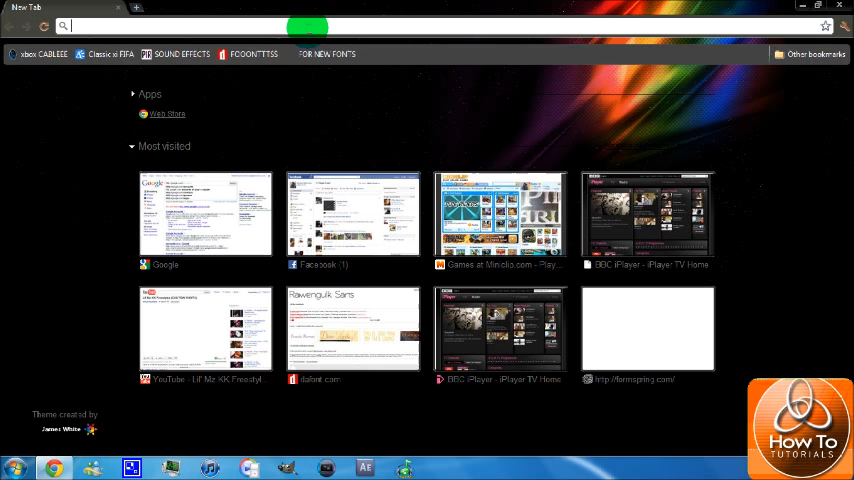 New Tab
xbox CABLEEE
Classic xi FIFA
SOUND EFFECTS
FOOONTTTSS
FOR NEW FONTS
Other bookmarks
Apps
Web Store
Most visited
Google
Facebook (1)
Games at Miniclip.com - Play...
BBC iPlayer - iPlayer TV Home
Rawengulk Sans
YouTube - Lil' Mz KK Freestyl...
dafont.com
BBC iPlayer - iPlayer TV Home
http://formspring.com/
Theme created by
James White
How To
TUTORIALS
AE